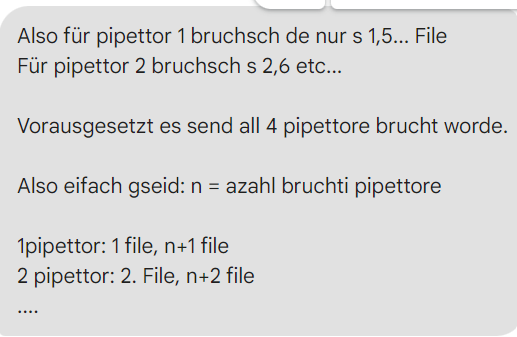 Also für pipettor 1 bruchsch de nur s 1,5... File
Für pipettor 2 bruchsch s 2,6 etc...
Vorausgesetzt es send all 4 pipettore brucht worde.
Also eifach gseid: n = azahl bruchti pipettore
1pipettor: 1 file, n+1 file
2 pipettor: 2. File, n+2 file
....